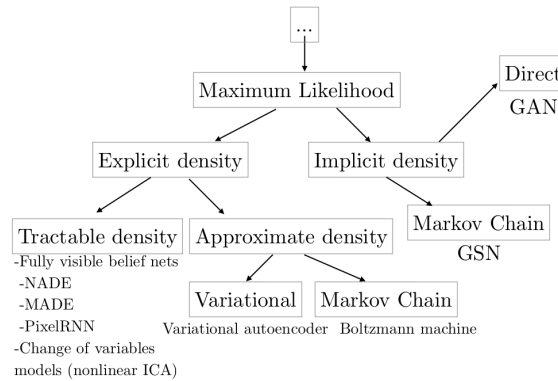 ...
Maximum Likelihood
Direct
GAN
Explicit density
Implicit density
Tractable density
-Fully visible belief nets
-NADE
-MADE
-PixelRNN
-Change of variables
models (nonlinear ICA)
Approximate density
Markov Chain
GSN
Variational
Variational autoencoder
Markov Chain
Boltzmann machine